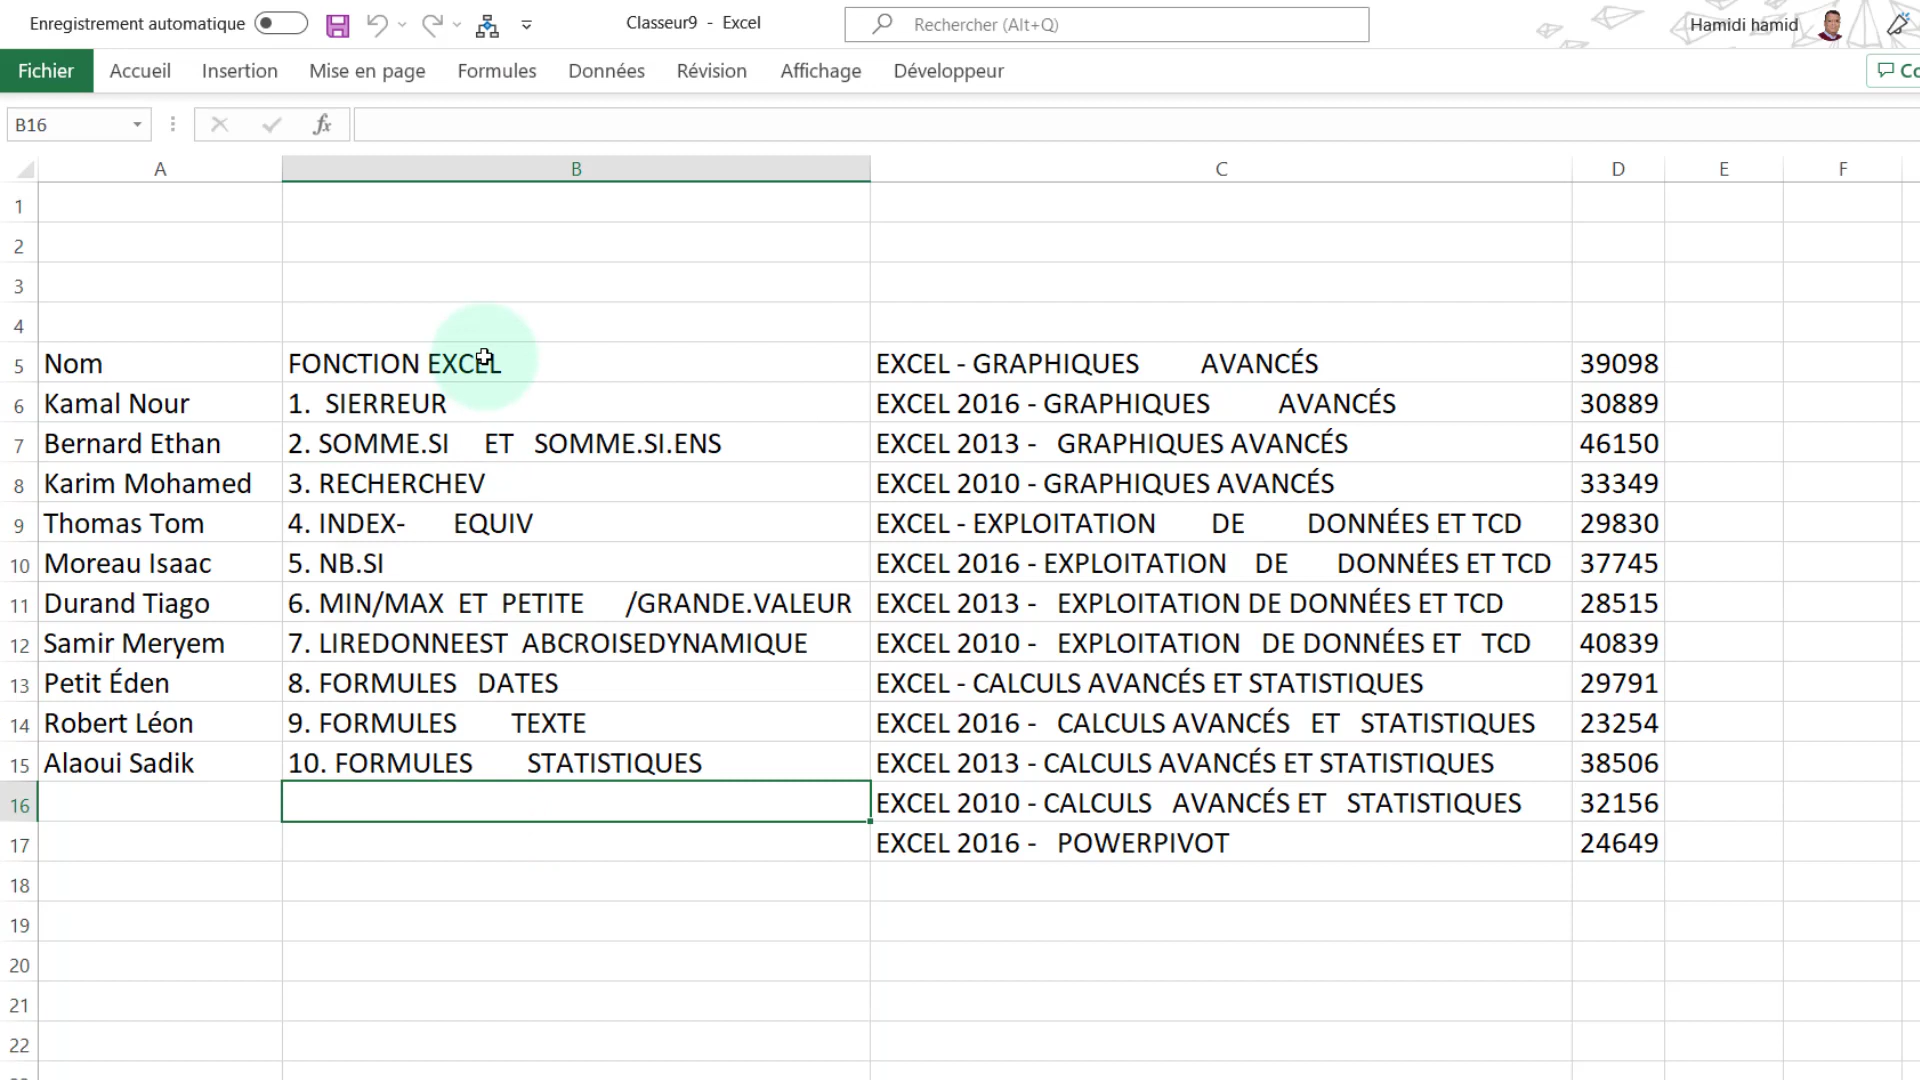 Enregistrement automatique
Classeur9 - Excel
Rechercher (Alt+Q)
Hamidi hamid
Fichier Accueil Insertion Mise en page Formules Données Révision Affichage Développeur
Co
B16
fx
A B C D E F
1
2
3
4
5 Nom FONCTION EXCEL EXCEL - GRAPHIQUES AVANCÉS 39098
6 Kamal Nour 1. SIERREUR EXCEL 2016 - GRAPHIQUES AVANCÉS 30889
7 Bernard Ethan 2. SOMME.SI ET SOMME.SI.ENS EXCEL 2013 - GRAPHIQUES AVANCÉS 46150
8 Karim Mohamed 3. RECHERCHEV EXCEL 2010 - GRAPHIQUES AVANCÉS 33349
9 Thomas Tom 4. INDEX- EQUIV EXCEL - EXPLOITATION DE DONNÉES ET TCD 29830
10 Moreau Isaac 5. NB.SI EXCEL 2016 - EXPLOITATION DE DONNÉES ET TCD 37745
11 Durand Tiago 6. MIN/MAX ET PETITE /GRANDE.VALEUR EXCEL 2013 - EXPLOITATION DE DONNÉES ET TCD 28515
12 Samir Meryem 7. LIREDONNEEST ABCROISEDYNAMIQUE EXCEL 2010 - EXPLOITATION DE DONNÉES ET TCD 40839
13 Petit Éden 8. FORMULES DATES EXCEL - CALCULS AVANCÉS ET STATISTIQUES 29791
14 Robert Léon 9. FORMULES TEXTE EXCEL 2016 - CALCULS AVANCÉS ET STATISTIQUES 23254
15 Alaoui Sadik 10. FORMULES STATISTIQUES EXCEL 2013 - CALCULS AVANCÉS ET STATISTIQUES 38506
16 EXCEL 2010 - CALCULS AVANCÉS ET STATISTIQUES 32156
17 EXCEL 2016 - POWERPIVOT 24649
18
19
20
21
22